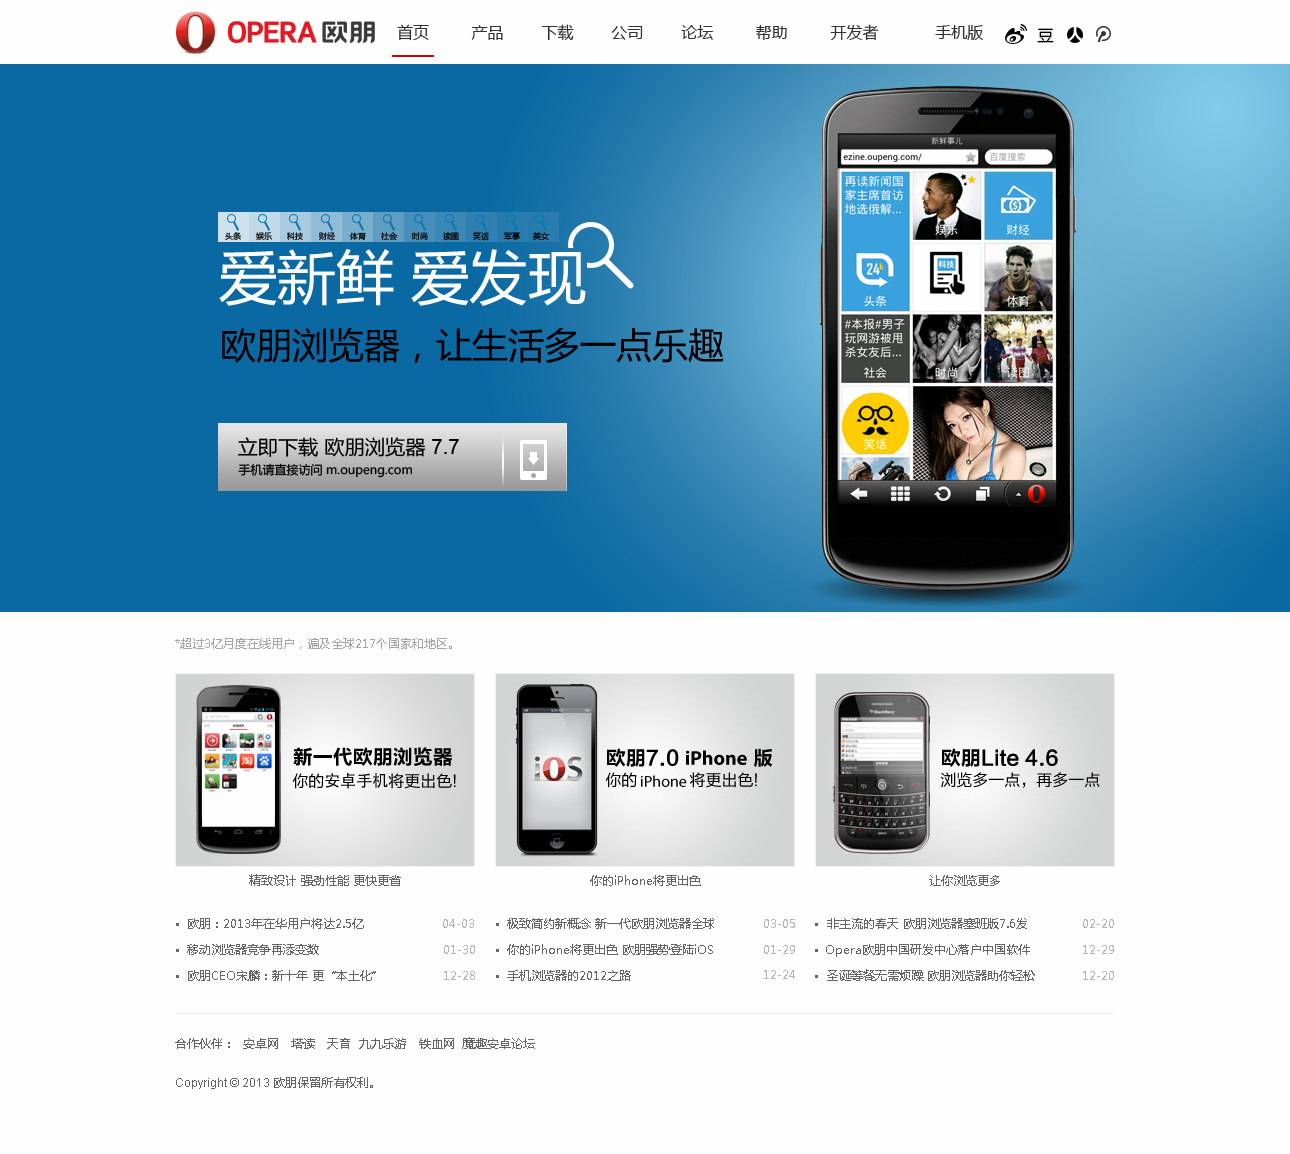 OPERA 欧朋 首页 产品 下载 公司 论坛 帮助 开发者 手机版
新鲜事儿
ezine.oupeng.com/ 百度搜索
再读新闻国
家主席首访
地选俄解...
头条
娱乐
财经
科技
体育
#本报#男子
玩网游被甩
杀女友后...
社会
时尚
读图
笑话
头条 娱乐 科技 财经 体育 社会 时尚 读图 笑话 军事 美女
爱新鲜 爱发现
欧朋浏览器，让生活多一点乐趣
立即下载 欧朋浏览器 7.7
手机请直接访问 m.oupeng.com
*超过3亿月度在线用户，遍及全球217个国家和地区。
新一代欧朋浏览器
你的安卓手机将更出色!
iOS
欧朋7.0 iPhone 版
你的 iPhone 将更出色!
BlackBerry
欧朋Lite 4.6
浏览多一点，再多一点
精致设计 强劲性能 更快更省
你的iPhone将更出色
让你浏览更多
欧朋：2013年在华用户将达2.5亿 04-03
移动浏览器竞争再添变数 01-30
欧朋CEO宋麟：新十年 更“本土化” 12-28
极致简约新概念 新一代欧朋浏览器全球 03-05
你的iPhone将更出色 欧朋强势登陆iOS 01-29
手机浏览器的2012之路 12-24
非主流的春天 欧朋浏览器塞班版7.6发 02-20
Opera欧朋中国研发中心落户中国软件 12-29
圣诞等餐无需烦躁 欧朋浏览器助你轻松 12-20
合作伙伴： 安卓网 塔读 天育 九九乐游 铁血网 魔趣安卓论坛
Copyright © 2013 欧朋保留所有权利。